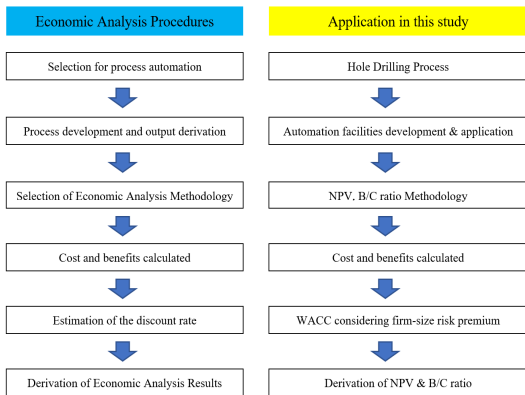 Economic Analysis Procedures
Selection for process automation
Process development and output derivation
Selection of Economic Analysis Methodology
Cost and benefits calculated
Estimation of the discount rate
Derivation of Economic Analysis Results
Application in this study
Hole Drilling Process
Automation facilities development & application
NPV, B/C ratio Methodology
Cost and benefits calculated
WACC considering firm-size risk premium
Derivation of NPV & B/C ratio